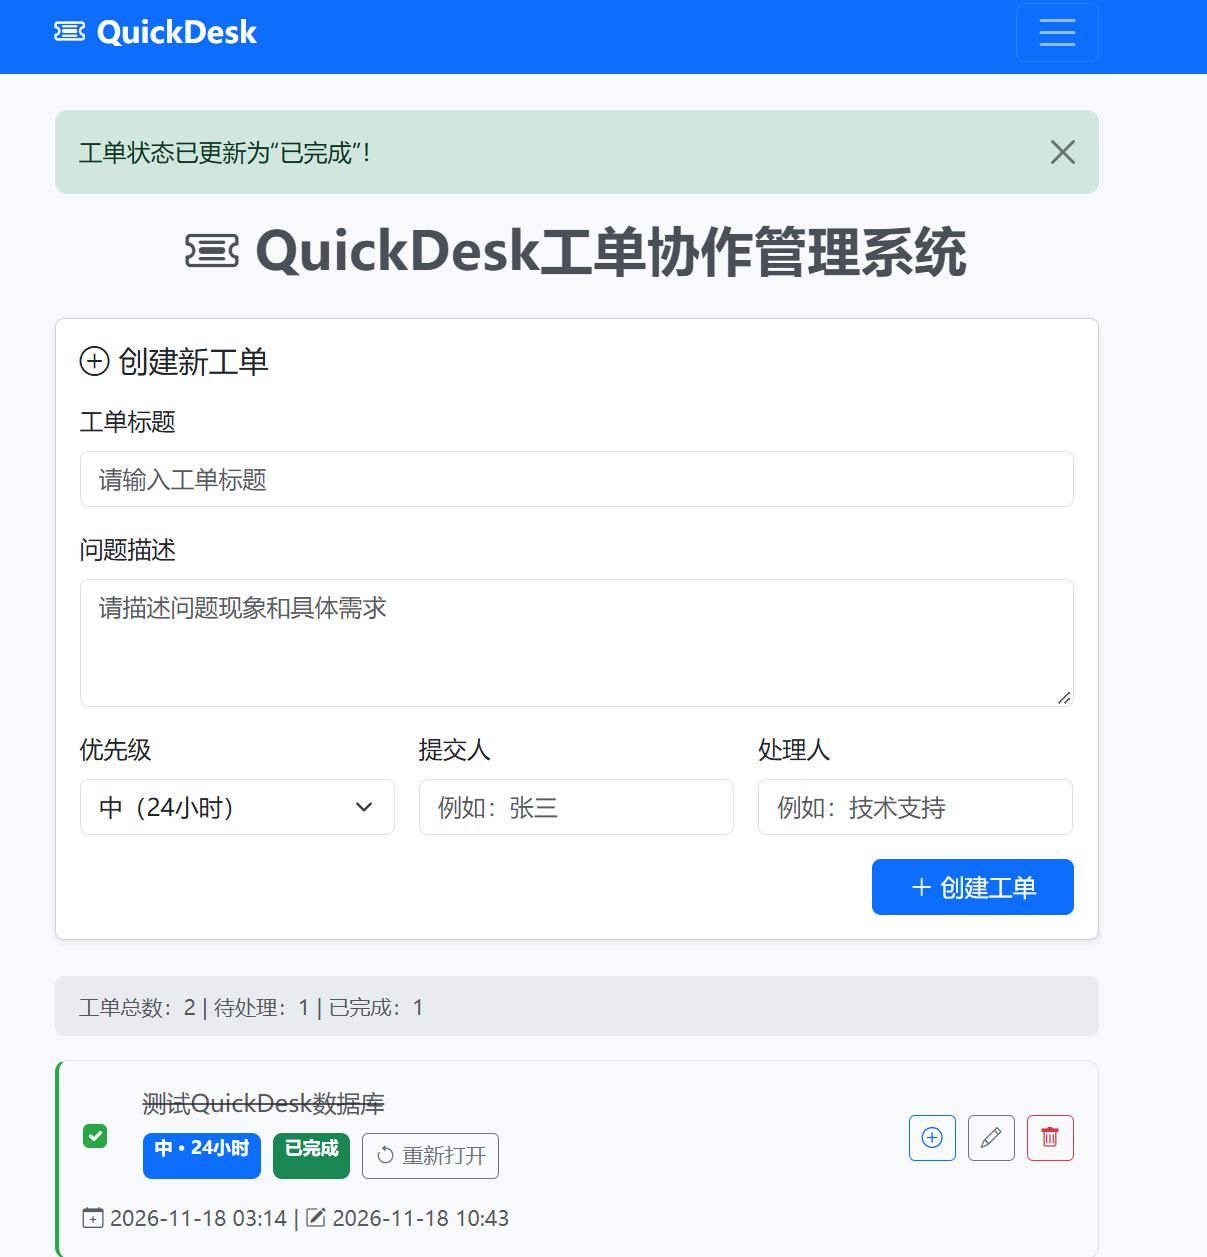 QuickDesk
工单状态已更新为“已完成”！
QuickDesk工单协作管理系统
创建新工单
工单标题
请输入工单标题
问题描述
请描述问题现象和具体需求
优先级 提交人 处理人
中（24小时） 例如：张三 例如：技术支持
创建工单
工单总数：2 | 待处理：1 | 已完成：1
测试QuickDesk数据库
中 • 24小时 已完成 重新打开
2026-11-18 03:14 | 2026-11-18 10:43